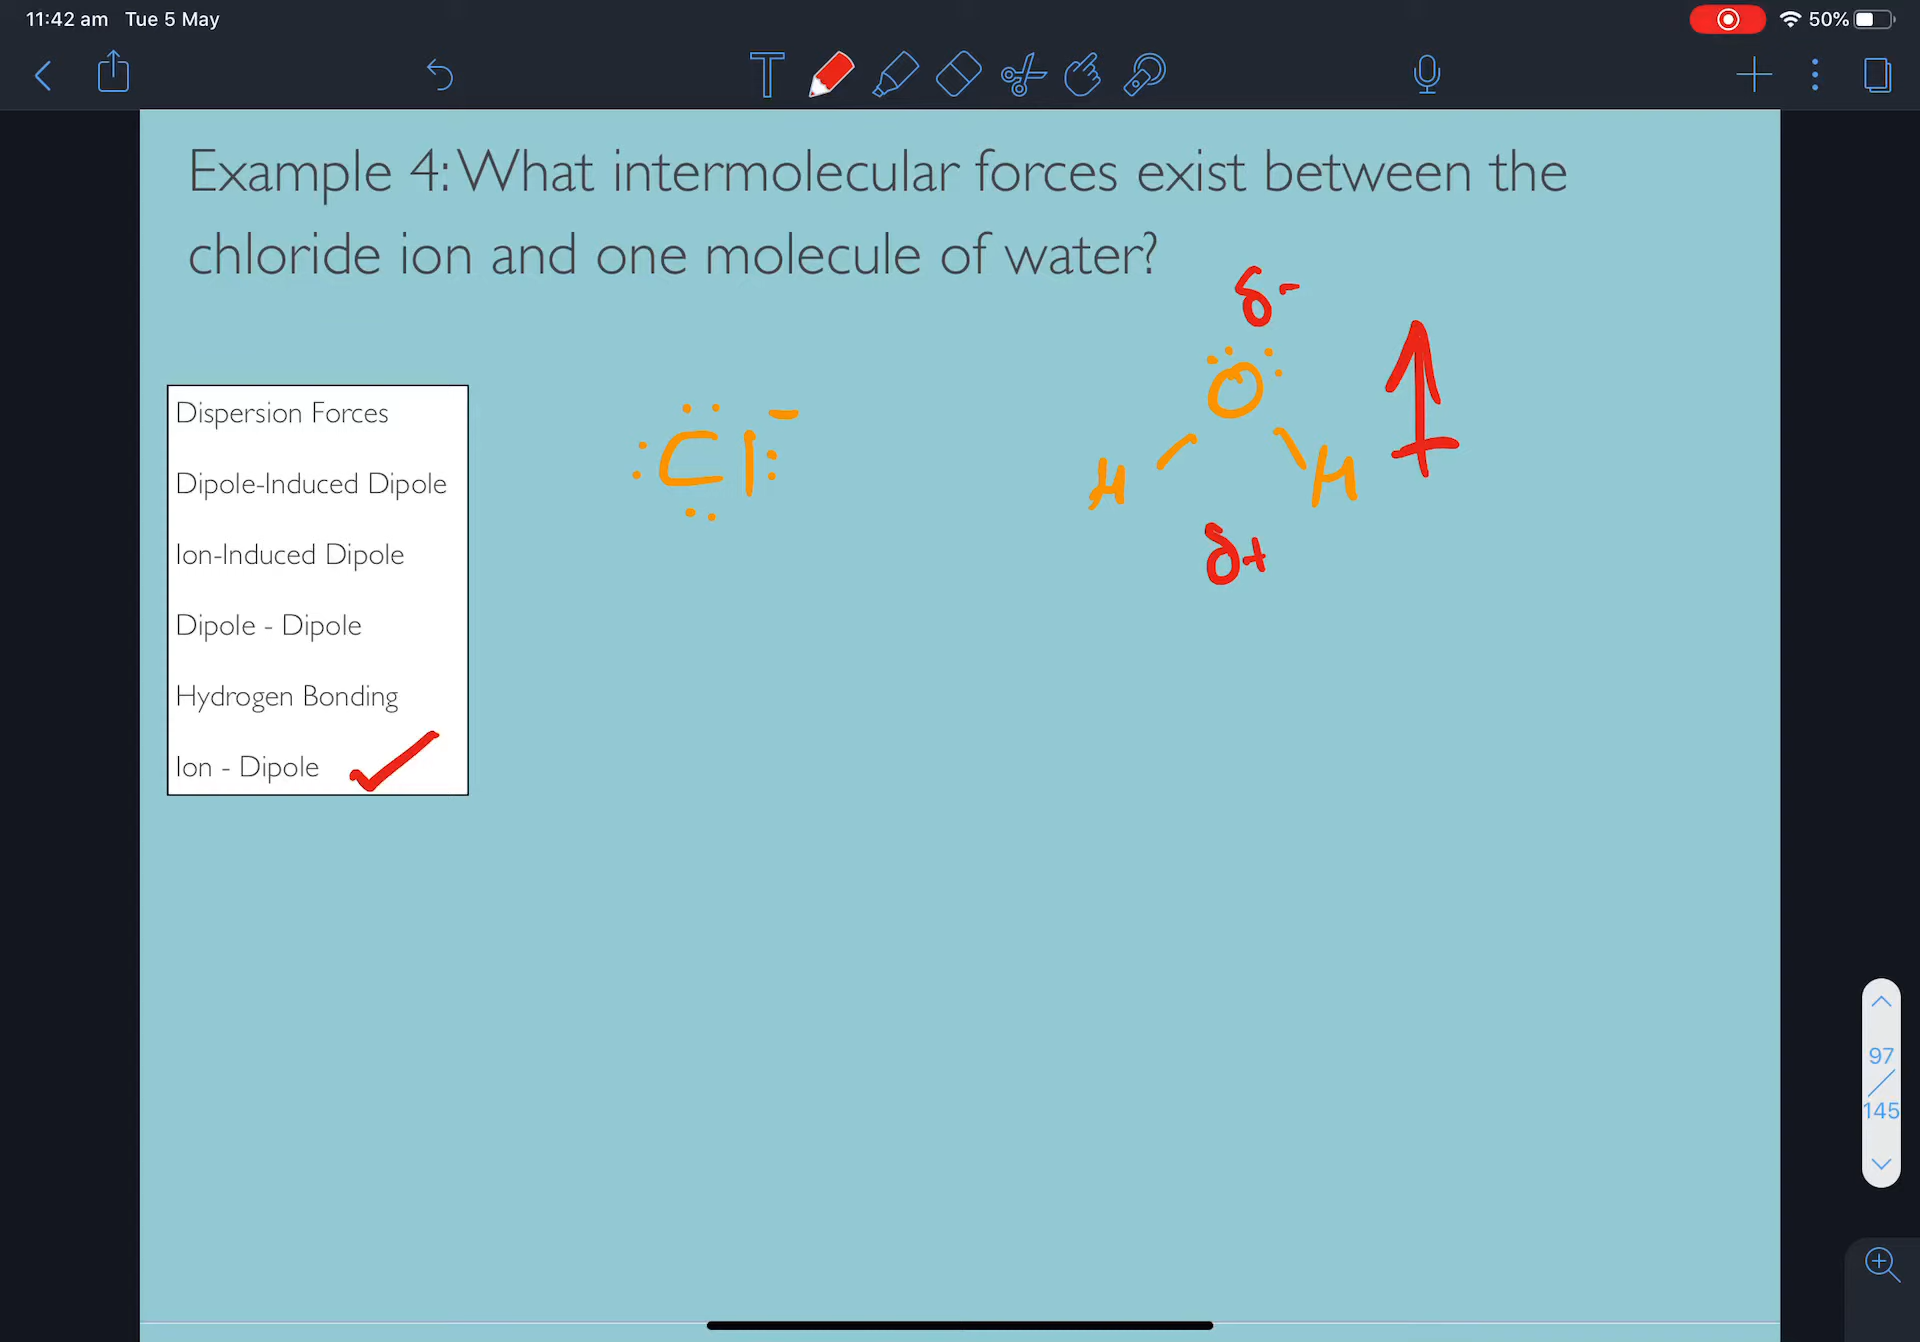 11:42 am Tue 5 May
50%
Example 4: What intermolecular forces exist between the
chloride ion and one molecule of water?
δ-
O
Cl-
H H
δ+
Dispersion Forces
Dipole-Induced Dipole
Ion-Induced Dipole
Dipole - Dipole
Hydrogen Bonding
Ion - Dipole
97
145